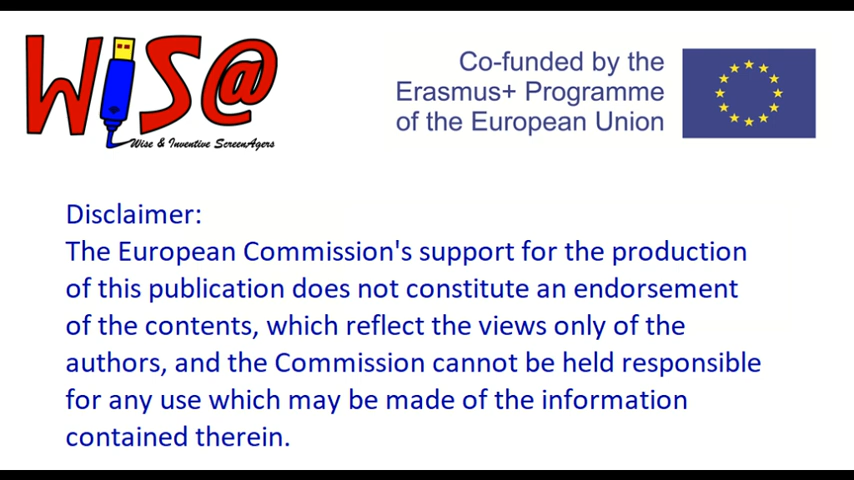 Wis@
Wise & Inventive ScreenAgers
Co-funded by the
Erasmus+ Programme
of the European Union
Disclaimer:
The European Commission's support for the production
of this publication does not constitute an endorsement
of the contents, which reflect the views only of the
authors, and the Commission cannot be held responsible
for any use which may be made of the information
contained therein.